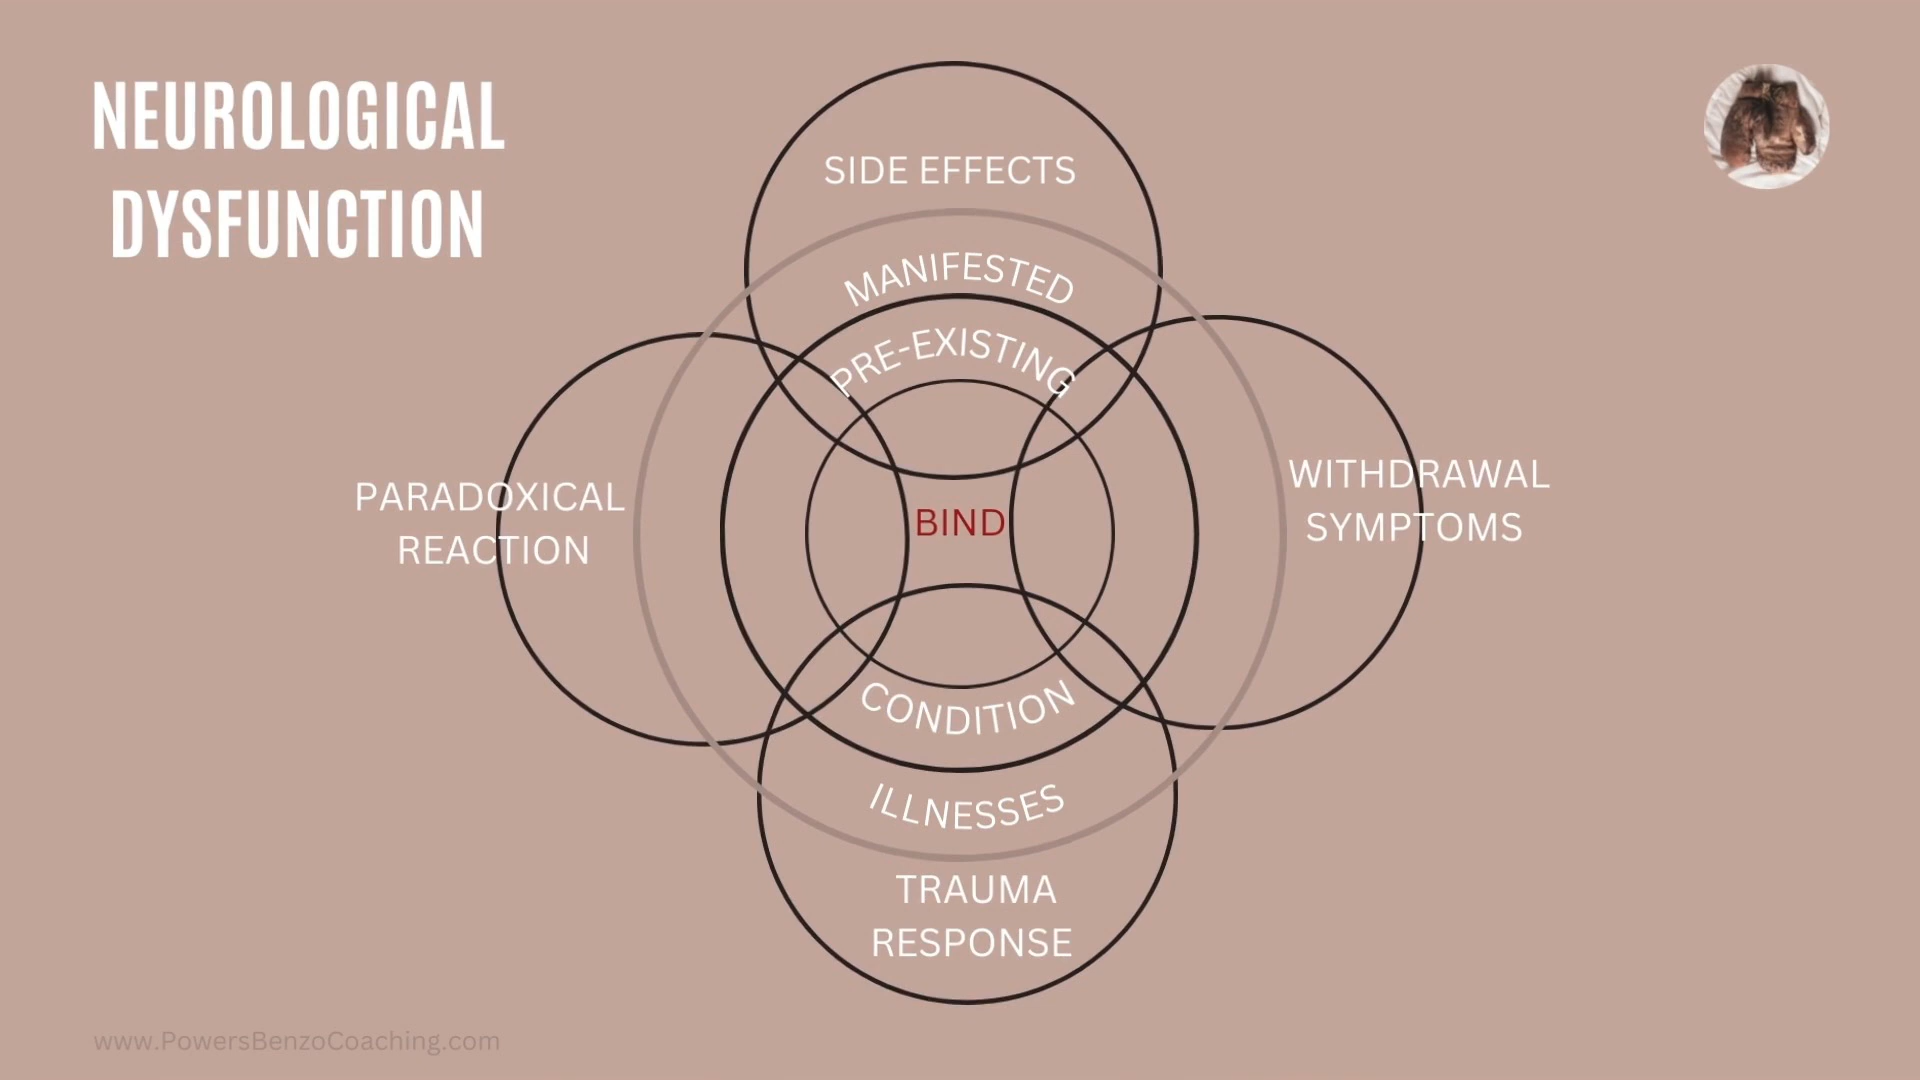 NEUROLOGICAL
DYSFUNCTION
SIDE EFFECTS
MANIFESTED
PRE-EXISTING
PARADOXICAL
REACTION
BIND
WITHDRAWAL
SYMPTOMS
CONDITION
ILLNESSES
TRAUMA
RESPONSE
www.PowersBenzoCoaching.com